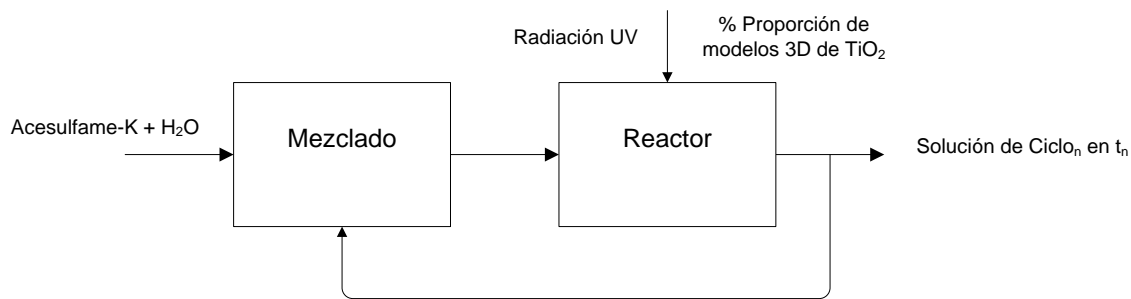 Radiación UV
% Proporción de
modelos 3D de TiO₂
Acesulfame-K + H₂O
Mezclado
Reactor
Solución de Cicloₙ en tₙ